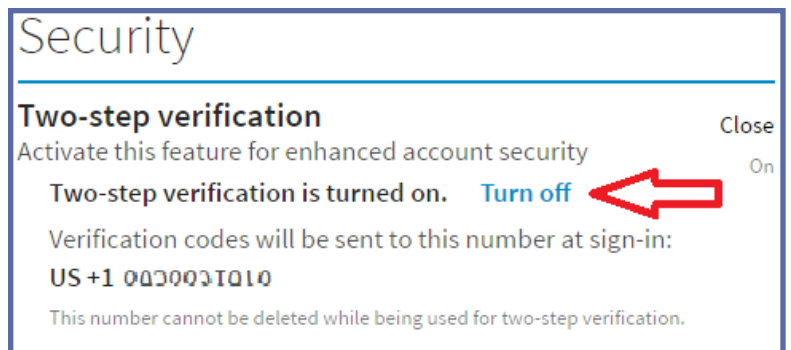 Security
Two-step verification
Close
Activate this feature for enhanced account security
On
Two-step verification is turned on. Turn off
Verification codes will be sent to this number at sign-in:
US +1
This number cannot be deleted while being used for two-step verification.